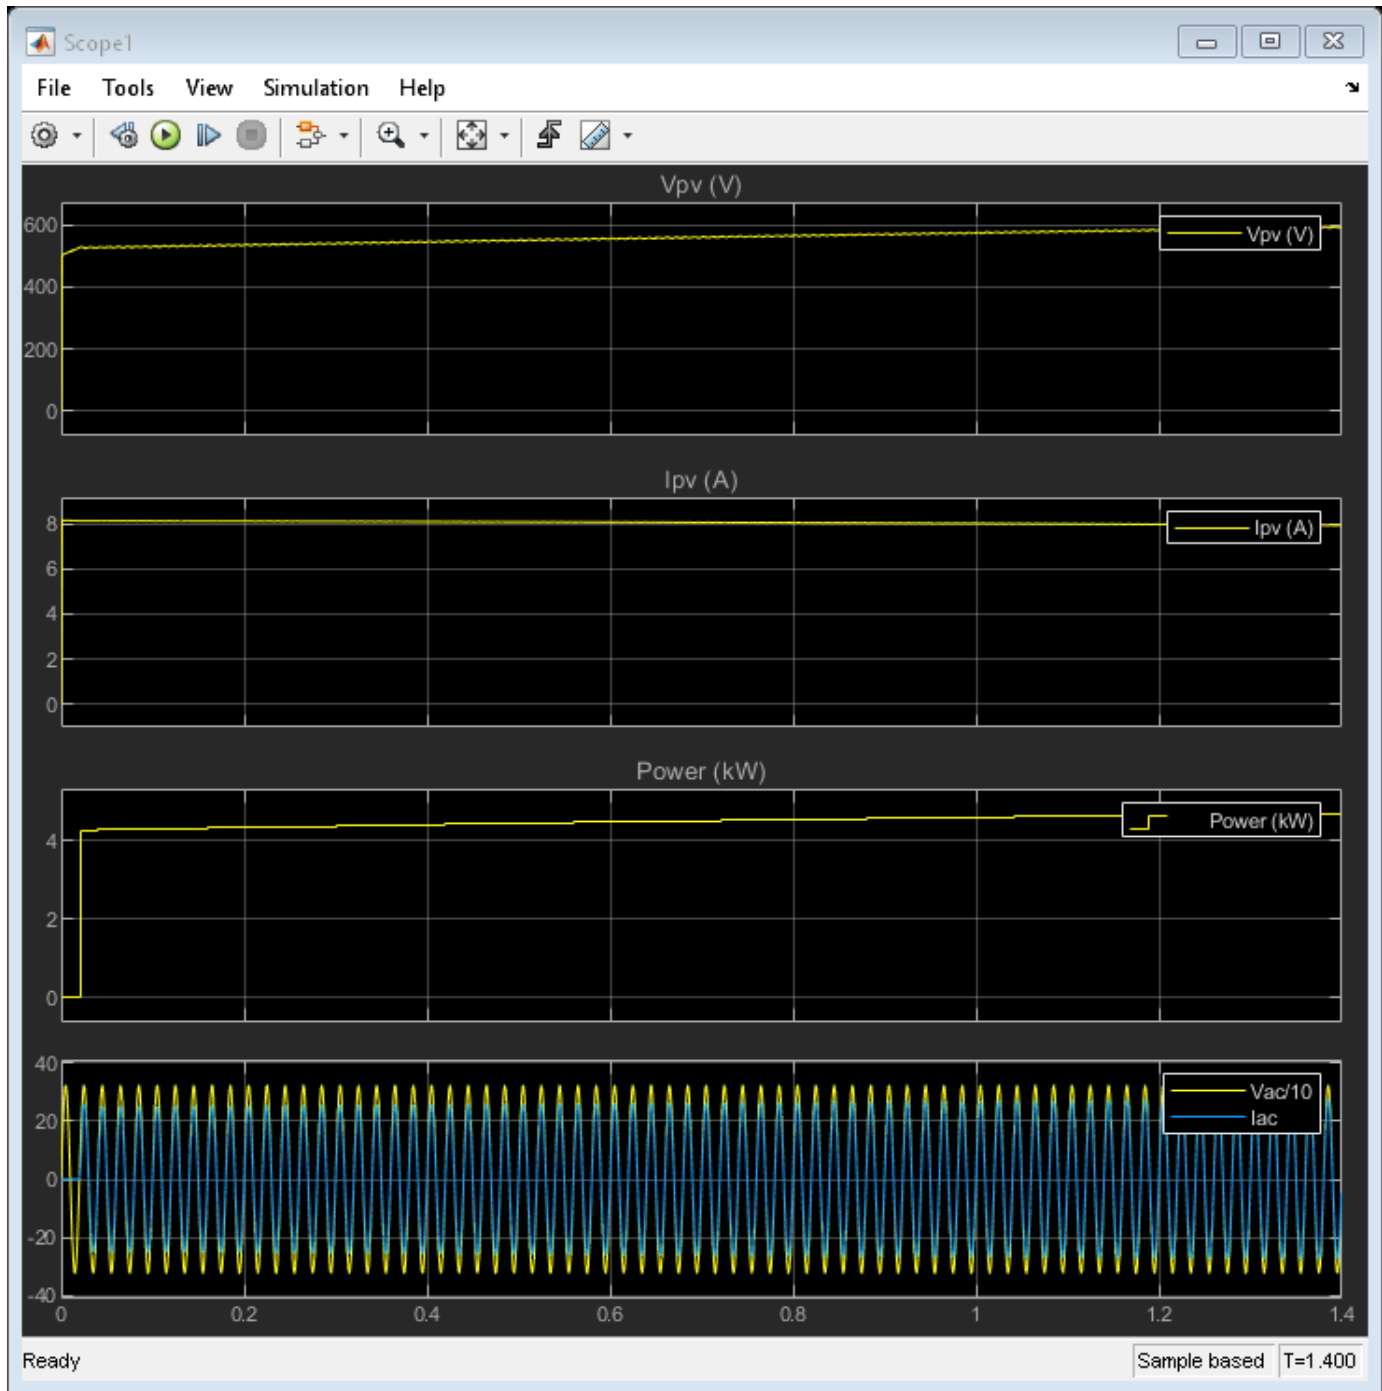 Scope1
File Tools View Simulation Help
Vpv (V)
600
400
200
0
Vpv (V)
Ipv (A)
8
6
4
2
0
Ipv (A)
Power (kW)
4
2
0
Power (kW)
40
20
0
-20
-40
Vac/10
Iac
0 0.2 0.4 0.6 0.8 1 1.2 1.4
Ready Sample based T=1.400